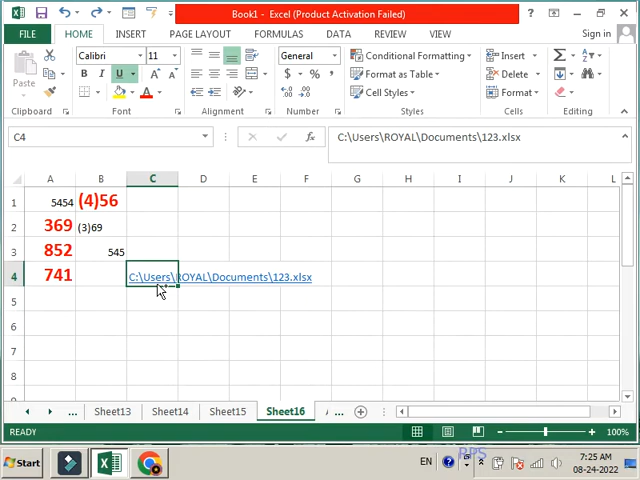 Book1 - Excel (Product Activation Failed)
FILE HOME INSERT PAGE LAYOUT FORMULAS DATA REVIEW VIEW Sign in
Paste
Calibri 11
General
Conditional Formatting
Format as Table
Cell Styles
Insert
Delete
Format
Clipboard Font Alignment Number Styles Cells Editing
C4 C:\Users\ROYAL\Documents\123.xlsx
A B C D E F G H I J K L
1 5454 (4)56
2 369 (3)69
3 852 545
4 741 C:\Users\ROYAL\Documents\123.xlsx
5
6
7
8
9
... Sheet13 Sheet14 Sheet15 Sheet16 ...
READY 100%
Start EN RPS 7:25 AM
08-24-2022